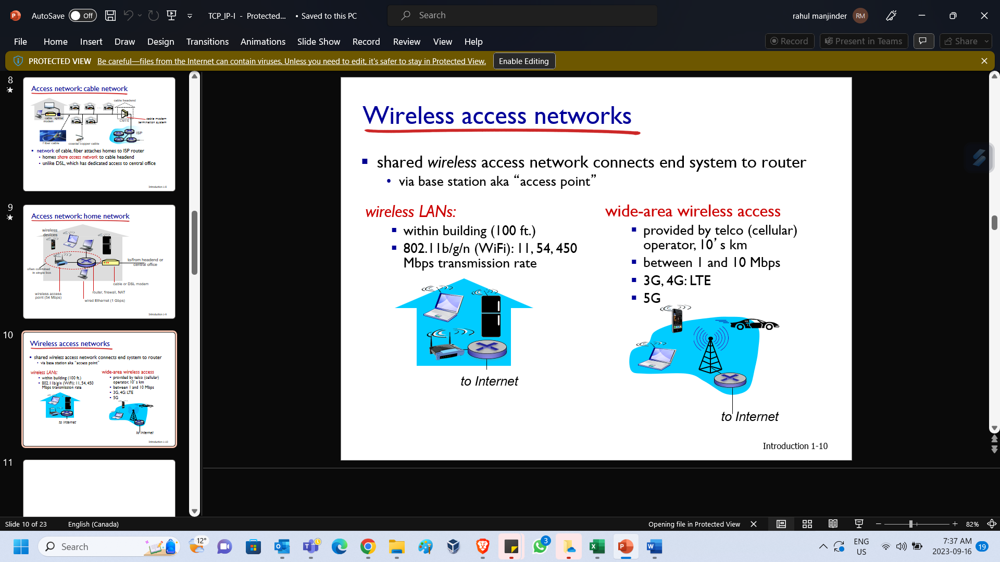 AutoSave Off
TCP_IP-I - Protected... • Saved to this PC
Search
rahul manjinder RM
File Home Insert Draw Design Transitions Animations Slide Show Record Review View Help
Record Present in Teams Share
PROTECTED VIEW Be careful—files from the Internet can contain viruses. Unless you need to edit, it's safer to stay in Protected View. Enable Editing
8
Access network: cable network
cable headend
cable modem
splitter
CMTS
cable modem
termination system
Fiber cable
coaxial copper cable
ISP
▪ network of cable, fiber attaches homes to ISP router
• homes share access network to cable headend
• unlike DSL, which has dedicated access to central office
Introduction 1-8
9
Access network: home network
wireless
devices
often combined
in single box
to/from headend or
central office
cable or DSL modem
router, firewall, NAT
wireless access
point (54 Mbps)
wired Ethernet (1 Gbps)
Introduction 1-9
10
Wireless access networks
▪ shared wireless access network connects end system to router
• via base station aka “access point”
wireless LANs:
▪ within building (100 ft.)
▪ 802.11b/g/n (WiFi): 11, 54, 450
Mbps transmission rate
to Internet
wide-area wireless access
▪ provided by telco (cellular)
operator, 10’ s km
▪ between 1 and 10 Mbps
▪ 3G, 4G: LTE
▪ 5G
to Internet
Introduction 1-10
11
Wireless access networks
▪ shared wireless access network connects end system to router
• via base station aka “access point”
wireless LANs:
▪ within building (100 ft.)
▪ 802.11b/g/n (WiFi): 11, 54, 450
Mbps transmission rate
to Internet
wide-area wireless access
▪ provided by telco (cellular)
operator, 10’ s km
▪ between 1 and 10 Mbps
▪ 3G, 4G: LTE
▪ 5G
to Internet
Introduction 1-10
Slide 10 of 23 English (Canada)
Opening file in Protected View
82%
Search
12°
3
ENG
US
7:37 AM
2023-09-16
19